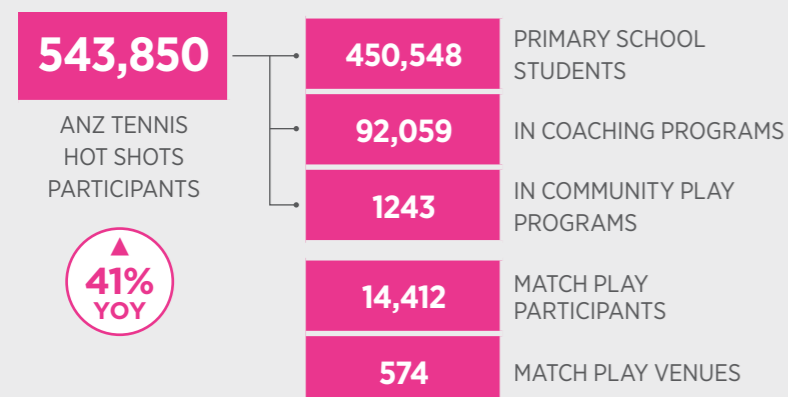 543,850
ANZ TENNIS
HOT SHOTS
PARTICIPANTS
41%
YOY
450,548
PRIMARY SCHOOL
STUDENTS
92,059
IN COACHING PROGRAMS
1243
IN COMMUNITY PLAY
PROGRAMS
14,412
MATCH PLAY
PARTICIPANTS
574
MATCH PLAY VENUES